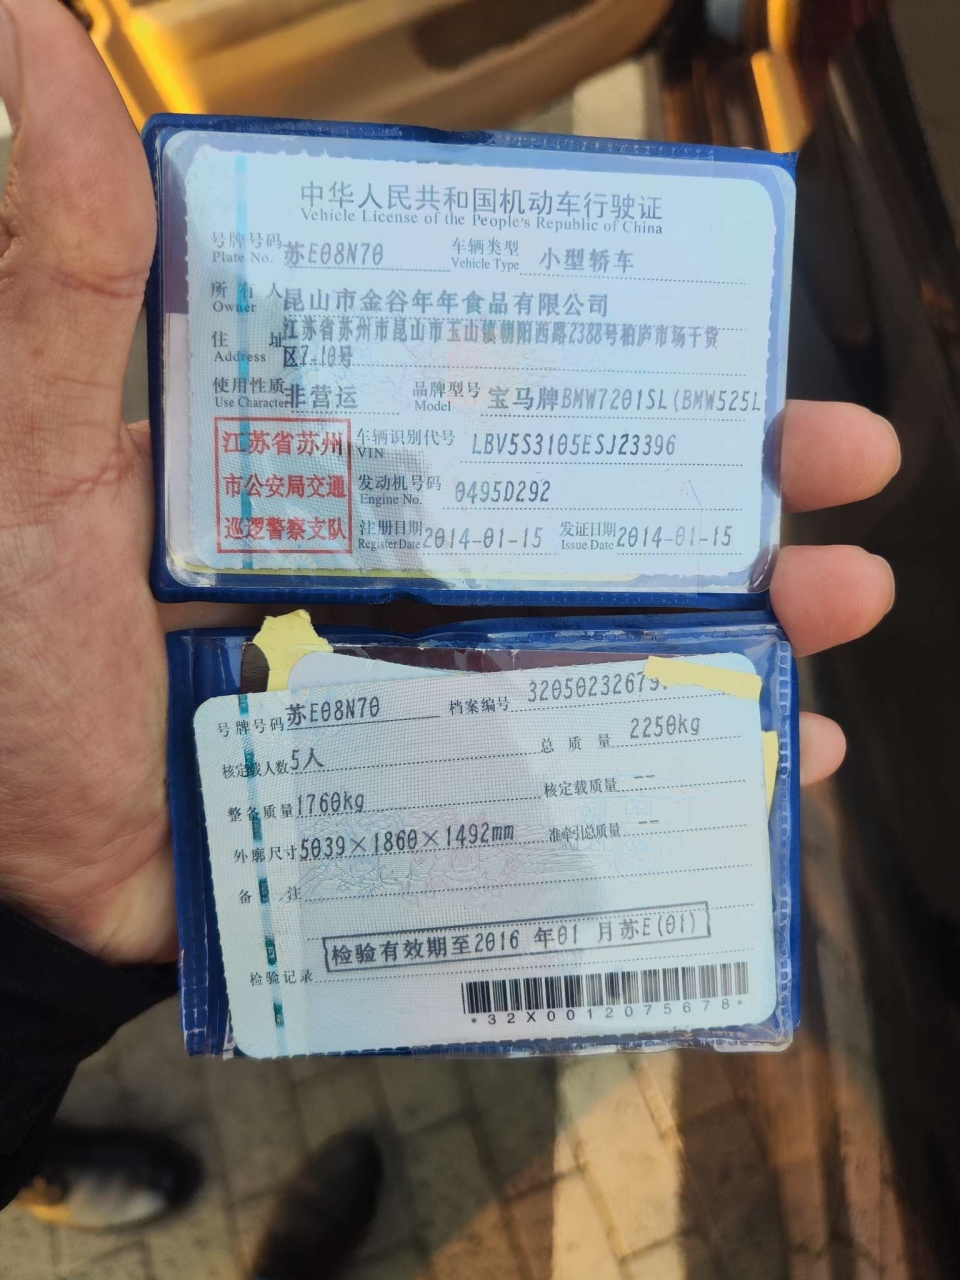 中华人民共和国机动车行驶证
Vehicle License of the People's Republic of China
号牌号码 苏E08N70 车辆类型 小型轿车
Plate No. Vehicle Type
所有人 昆山市金谷年年食品有限公司
Owner
住址 江苏省苏州市昆山市玉山镇朝阳西路2388号柏庐市场干货
Address 区7-10号
使用性质 非营运 品牌型号 宝马牌BMW7201SL(BMW525L
Use Character Model
江苏省苏州 车辆识别代号 LBV5S3105ESJ23396
VIN
市公安局交通 发动机号码 0495D292
Engine No.
巡逻警察支队 注册日期 2014-01-15 发证日期 2014-01-15
Register Date Issue Date
号牌号码 苏E08N70 档案编号 32050232679
核定载人数 5人 总质量 2250kg
整备质量 1760kg 核定载质量 --
外廓尺寸 5039×1860×1492mm 准牵引总质量 --
备注
检验有效期至2016 年01 月苏E(01)
检验记录
*32X0012075678*